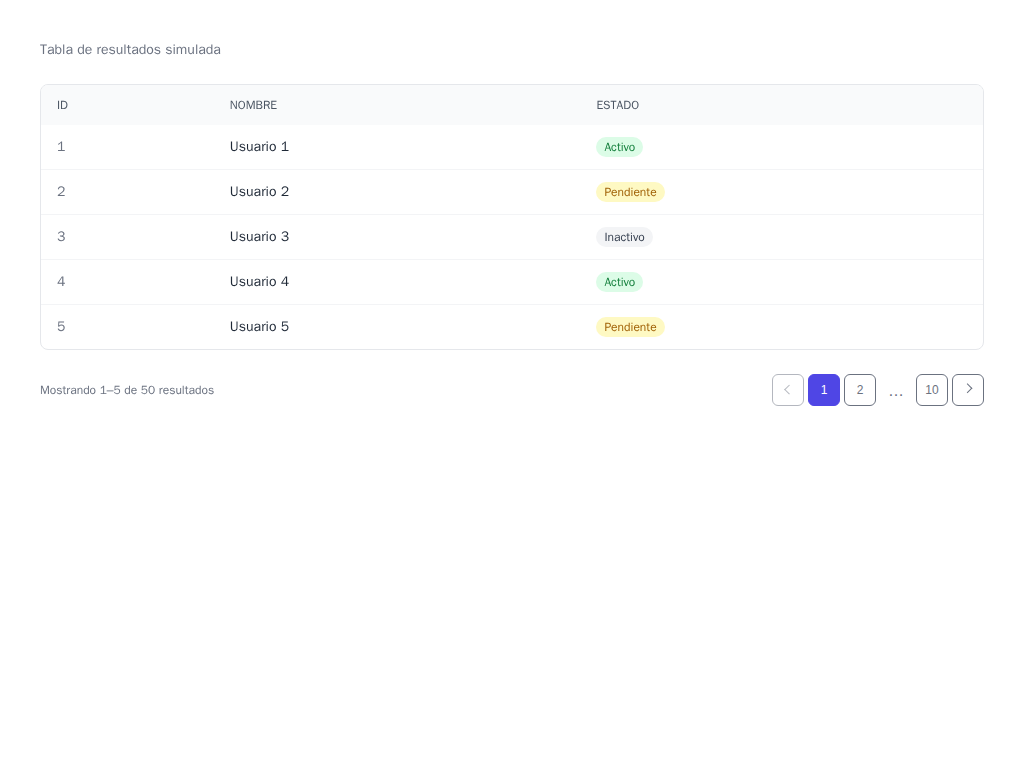 Tabla de resultados simulada
ID NOMBRE ESTADO
1 Usuario 1 Activo
2 Usuario 2 Pendiente
3 Usuario 3 Inactivo
4 Usuario 4 Activo
5 Usuario 5 Pendiente
Mostrando 1–5 de 50 resultados 1 2 ... 10